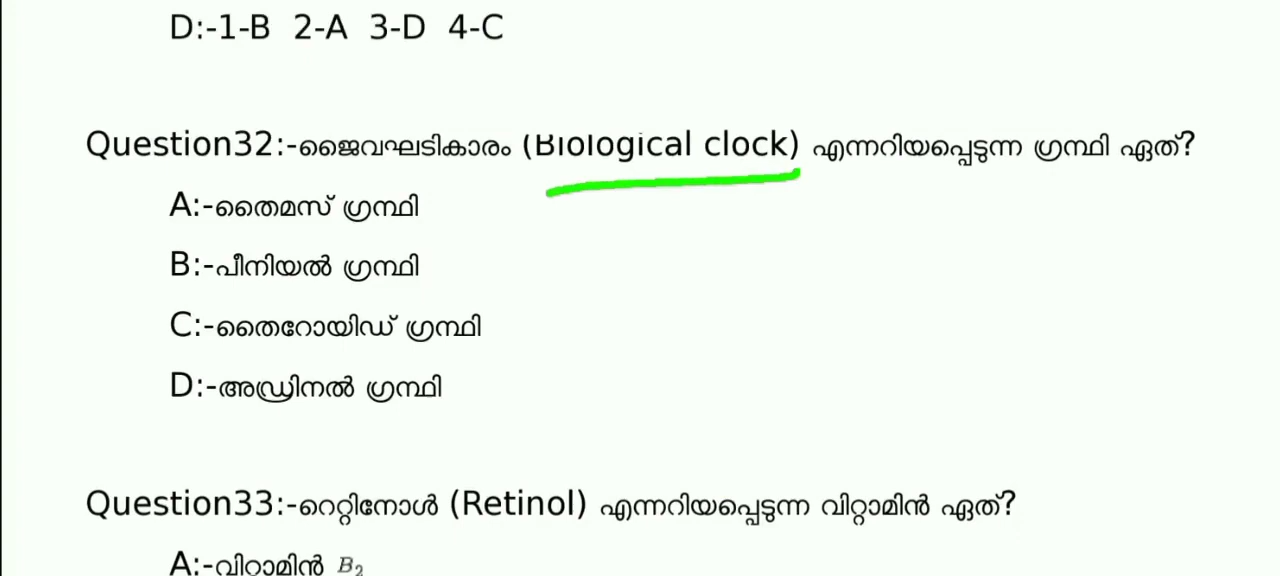 D:-1-B 2-A 3-D 4-C
Question32:-ജൈവഘടികാരം (Biological clock) എന്നറിയപ്പെടുന്ന ഗ്രന്ഥി ഏത്?
A:-തൈമസ് ഗ്രന്ഥി
B:-പീനിയൽ ഗ്രന്ഥി
C:-തൈറോയിഡ് ഗ്രന്ഥി
D:-അഡ്രിനൽ ഗ്രന്ഥി
Question33:-റെറ്റിനോൾ (Retinol) എന്നറിയപ്പെടുന്ന വിറ്റാമിൻ ഏത്?
A:-വിറ്റാമിൻ B₂